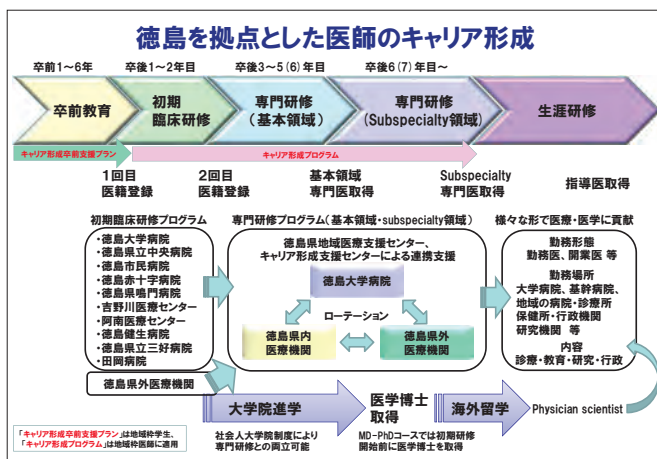 徳島を拠点とした医師のキャリア形成
卒前1～6年
卒後1～2年目
卒後3～5(6)年目
卒後6(7)年目～
卒前教育
初期
臨床研修
専門研修
(基本領域)
専門研修
(Subspecialty領域)
生涯研修
キャリア形成卒前支援プラン
キャリア形成プログラム
1回目
医籍登録
2回目
医籍登録
基本領域
専門医取得
Subspecialty
専門医取得
指導医取得
初期臨床研修プログラム
・徳島大学病院
・徳島県立中央病院
・徳島市民病院
・徳島赤十字病院
・徳島県鳴門病院
・吉野川医療センター
・阿南医療センター
・徳島健生病院
・徳島県立三好病院
・田岡病院
徳島県外医療機関
専門研修プログラム(基本領域・subspecialty領域)
徳島県地域医療支援センター、
キャリア形成支援センターによる連携支援
徳島大学病院
ローテーション
徳島県内
医療機関
徳島県外
医療機関
様々な形で医療・医学に貢献
勤務形態
勤務医、開業医 等
勤務場所
大学病院、基幹病院、
地域の病院・診療所
保健所・行政機関
研究機関 等
内容
診療・教育・研究・行政
大学院進学
医学博士
取得
海外留学
Physician scientist
社会人大学院制度により
専門研修との両立可能
MD-PhDコースでは初期研修
開始前に医学博士を取得
「キャリア形成卒前支援プラン」は地域枠学生、
「キャリア形成プログラム」は地域枠医師に適用